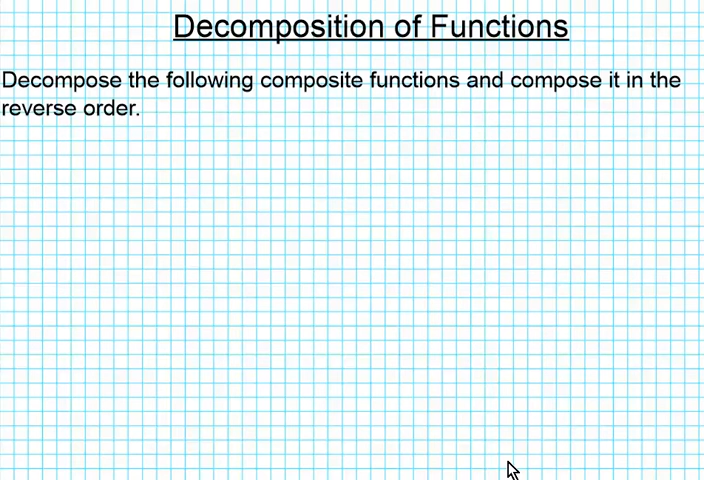 Decomposition of Functions
Decompose the following composite functions and compose it in the
reverse order.